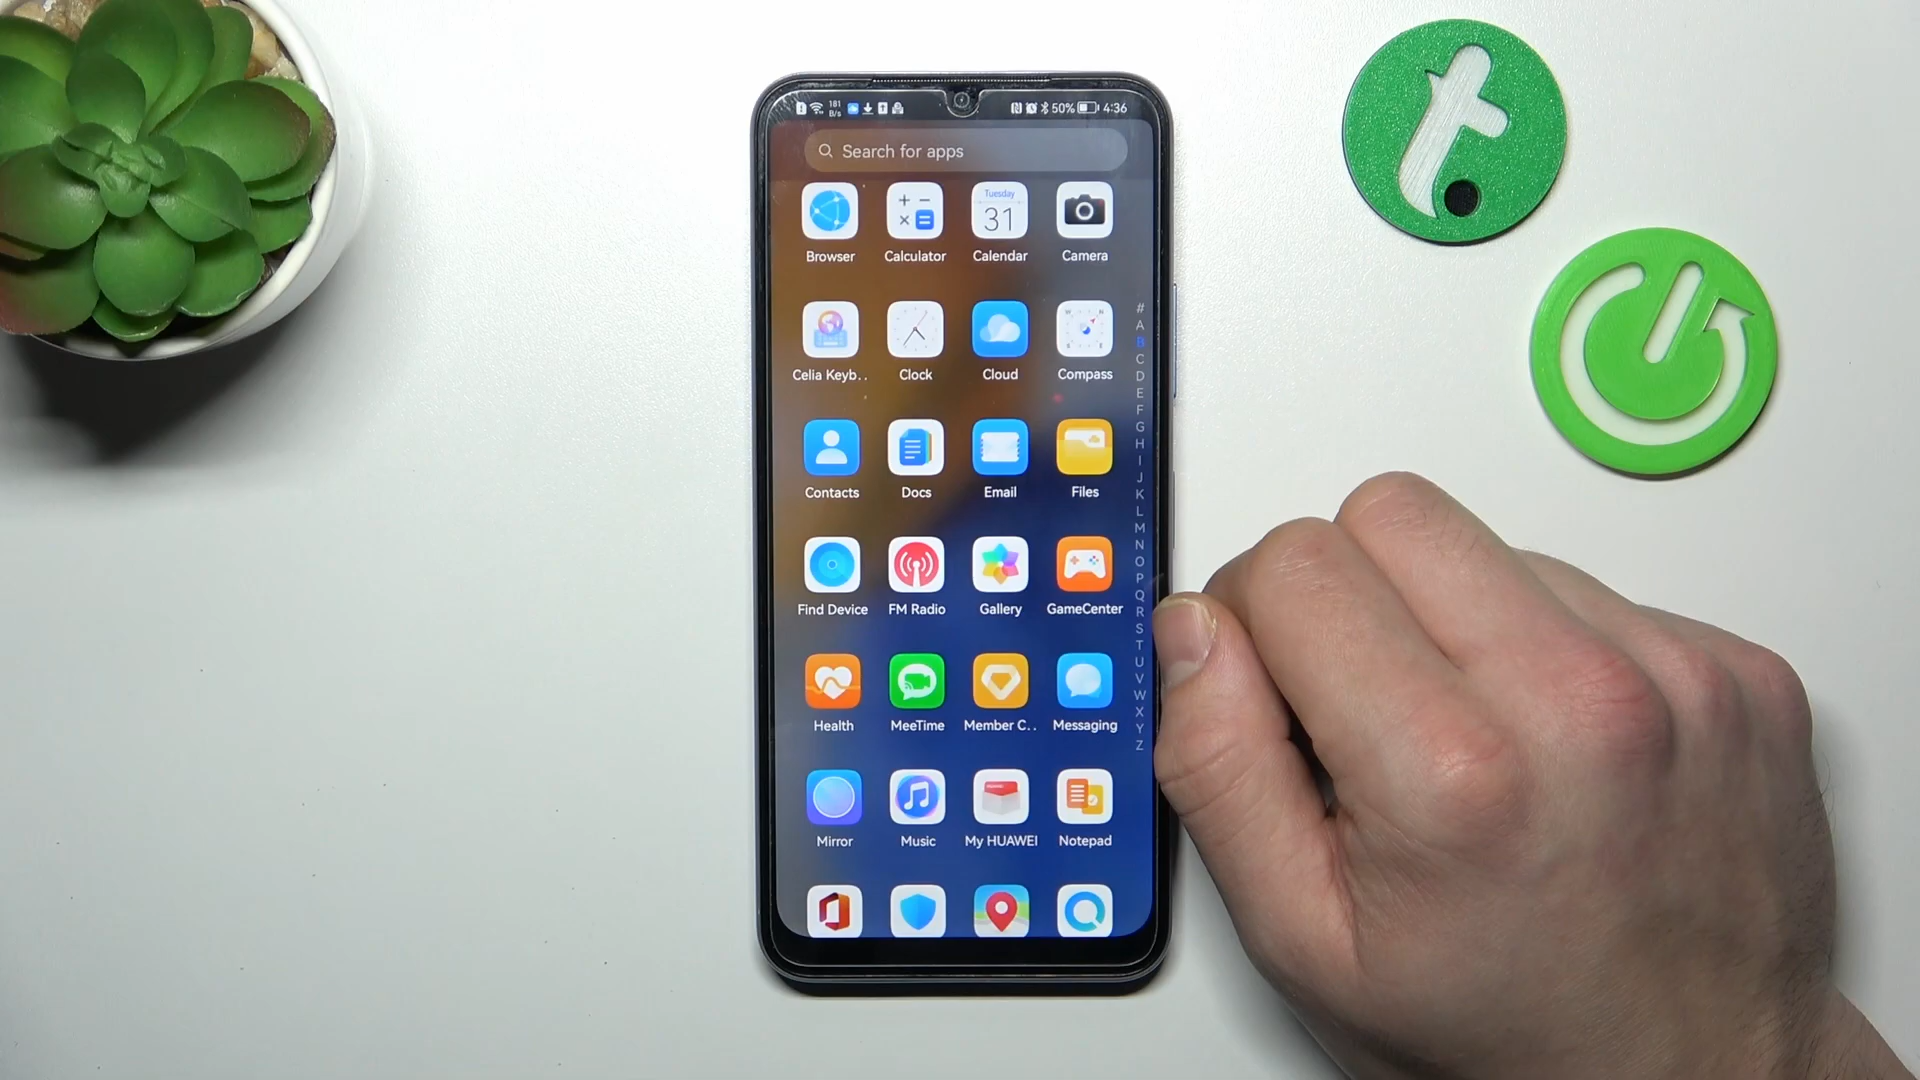 181
B/s
50% 4:36
Search for apps
Tuesday
31
Browser Calculator Calendar Camera
Celia Keyb.. Clock Cloud Compass
Contacts Docs Email Files
Find Device FM Radio Gallery GameCenter
Health MeeTime Member C.. Messaging
Mirror Music My HUAWEI Notepad
#
A
B
C
D
E
F
G
H
I
J
K
L
M
N
O
P
Q
R
S
T
U
V
W
X
Y
Z